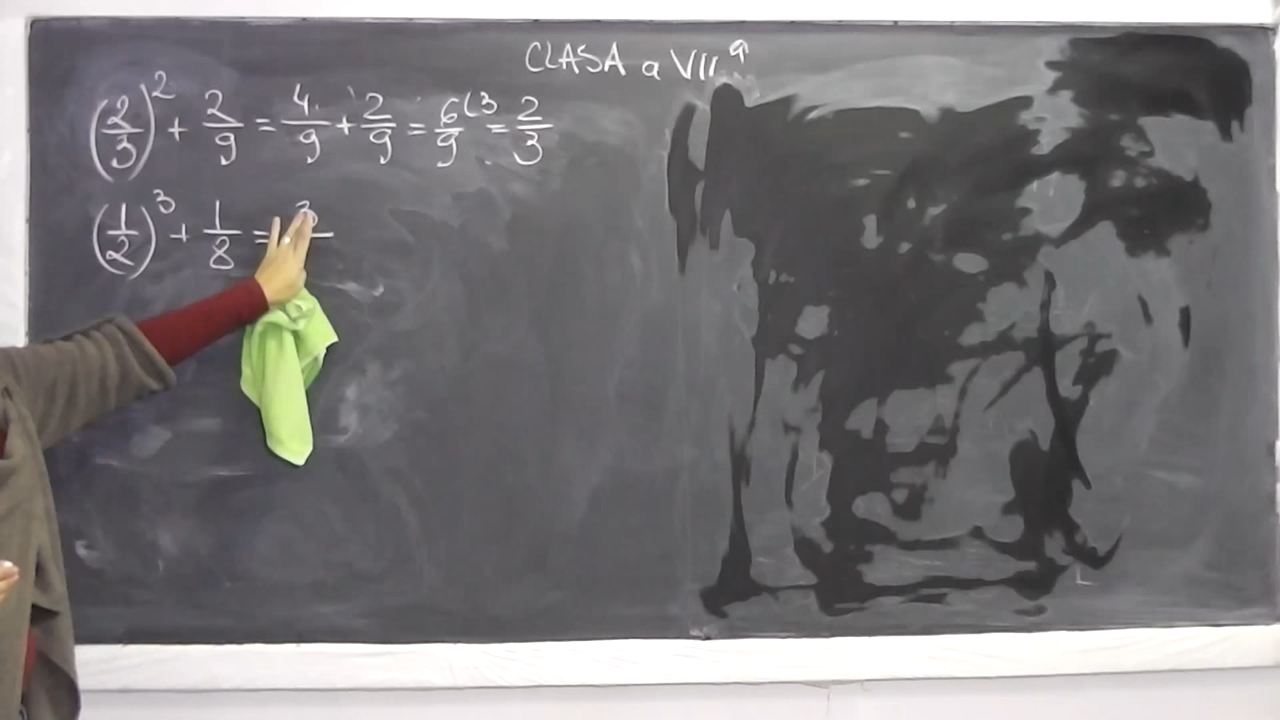 CLASA a VII ª
(2/3)² + 2/9 = 4/9 + 2/9 = 6/9 (3 = 2/3
(1/2)³ + 1/8 =